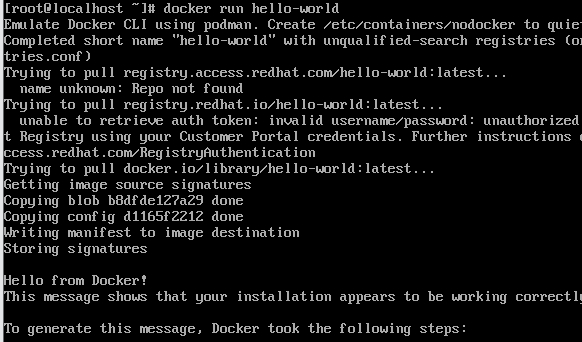 [root@localhost ~]# docker run hello-world
Emulate Docker CLI using podman. Create /etc/containers/nodocker to quie
Completed short name "hello-world" with unqualified-search registries (or
tries.conf)
Trying to pull registry.access.redhat.com/hello-world:latest...
  name unknown: Repo not found
Trying to pull registry.redhat.io/hello-world:latest...
  unable to retrieve auth token: invalid username/password: unauthorized
t Registry using your Customer Portal credentials. Further instructions c
ccess.redhat.com/RegistryAuthentication
Trying to pull docker.io/library/hello-world:latest...
Getting image source signatures
Copying blob b8dfde127a29 done
Copying config d1165f2212 done
Writing manifest to image destination
Storing signatures

Hello from Docker!
This message shows that your installation appears to be working correctly

To generate this message, Docker took the following steps: